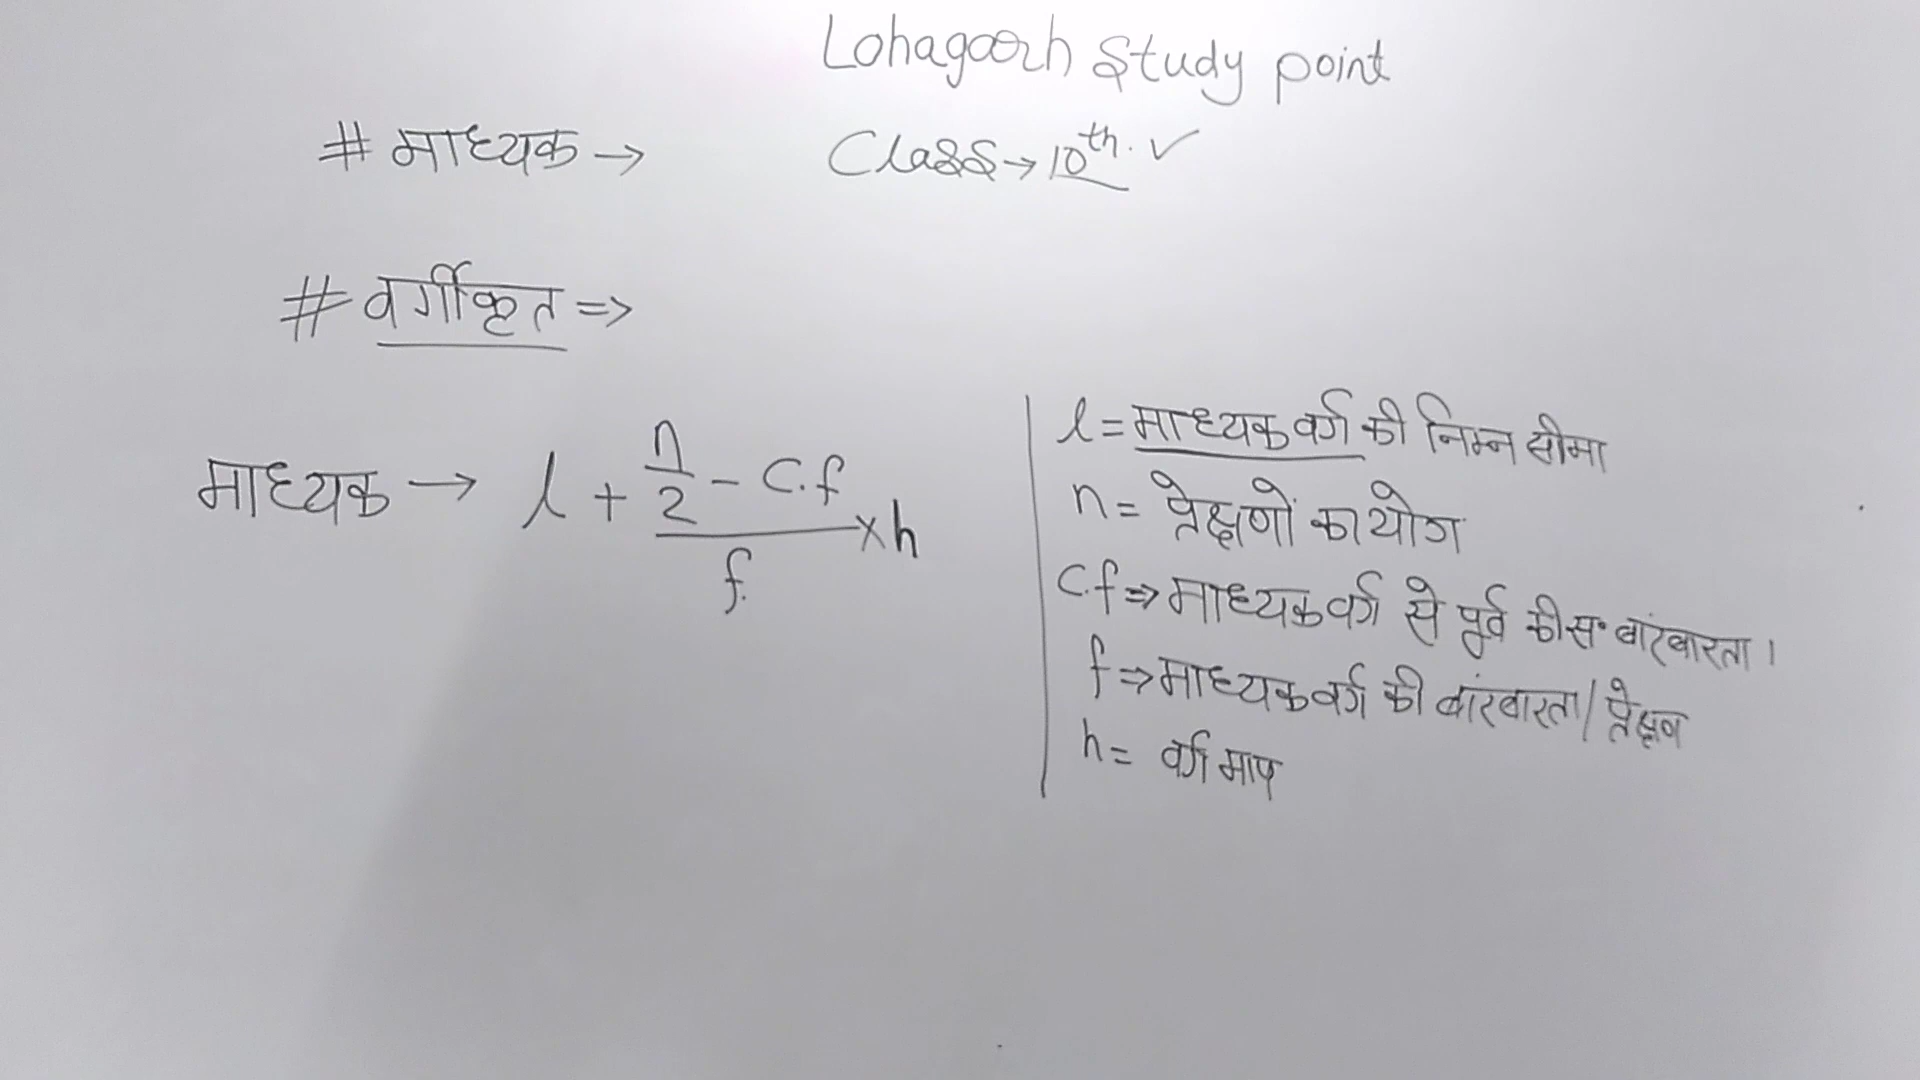 Lohagarh Study point
# माध्यक →
Class → 10th. ✓
# वर्गीकृत ⇒
माध्यक → l + (n/2 - C.f)/f × h
l = माध्यक वर्ग की निम्न सीमा
n = प्रेक्षणों का योग
C.f ⇒ माध्यक वर्ग से पूर्व की स॰ बारंबारता ।
f ⇒ माध्यक वर्ग की बारंबारता / प्रेक्षण
h = वर्ग माप